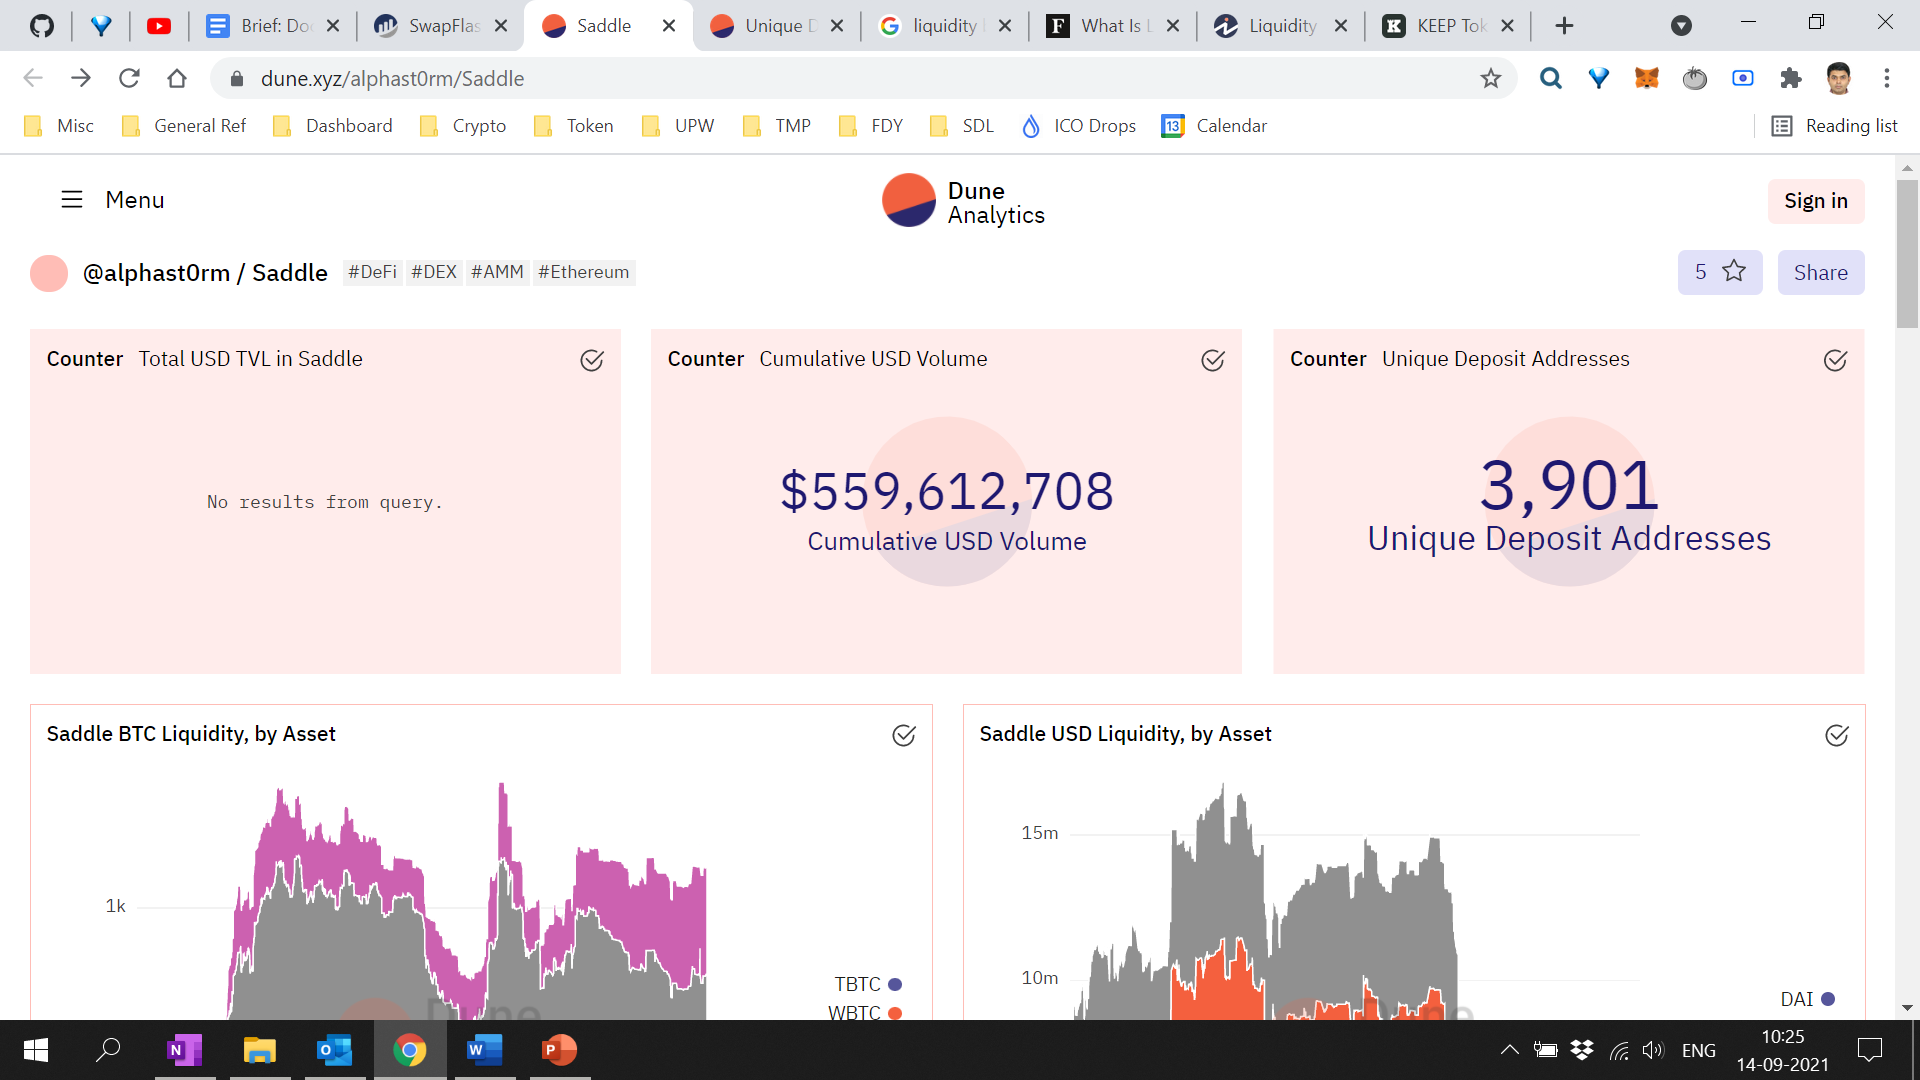 Brief: Do
SwapFlas
Saddle
Unique D
liquidity
What Is L
Liquidity
KEEP Tok
dune.xyz/alphast0rm/Saddle
Misc
General Ref
Dashboard
Crypto
Token
UPW
TMP
FDY
SDL
13
ICO Drops
Calendar
Reading list
Menu
Dune
Analytics
Sign in
@alphast0rm / Saddle
#DeFi
#DEX
#AMM
#Ethereum
5
Share
Counter Total USD TVL in Saddle
No results from query.
Counter Cumulative USD Volume
$559,612,708
Cumulative USD Volume
Counter Unique Deposit Addresses
3,901
Unique Deposit Addresses
Saddle BTC Liquidity, by Asset
1k
TBTC
WBTC
Dune
Saddle USD Liquidity, by Asset
15m
10m
DAI
Dune
ENG
10:25
14-09-2021